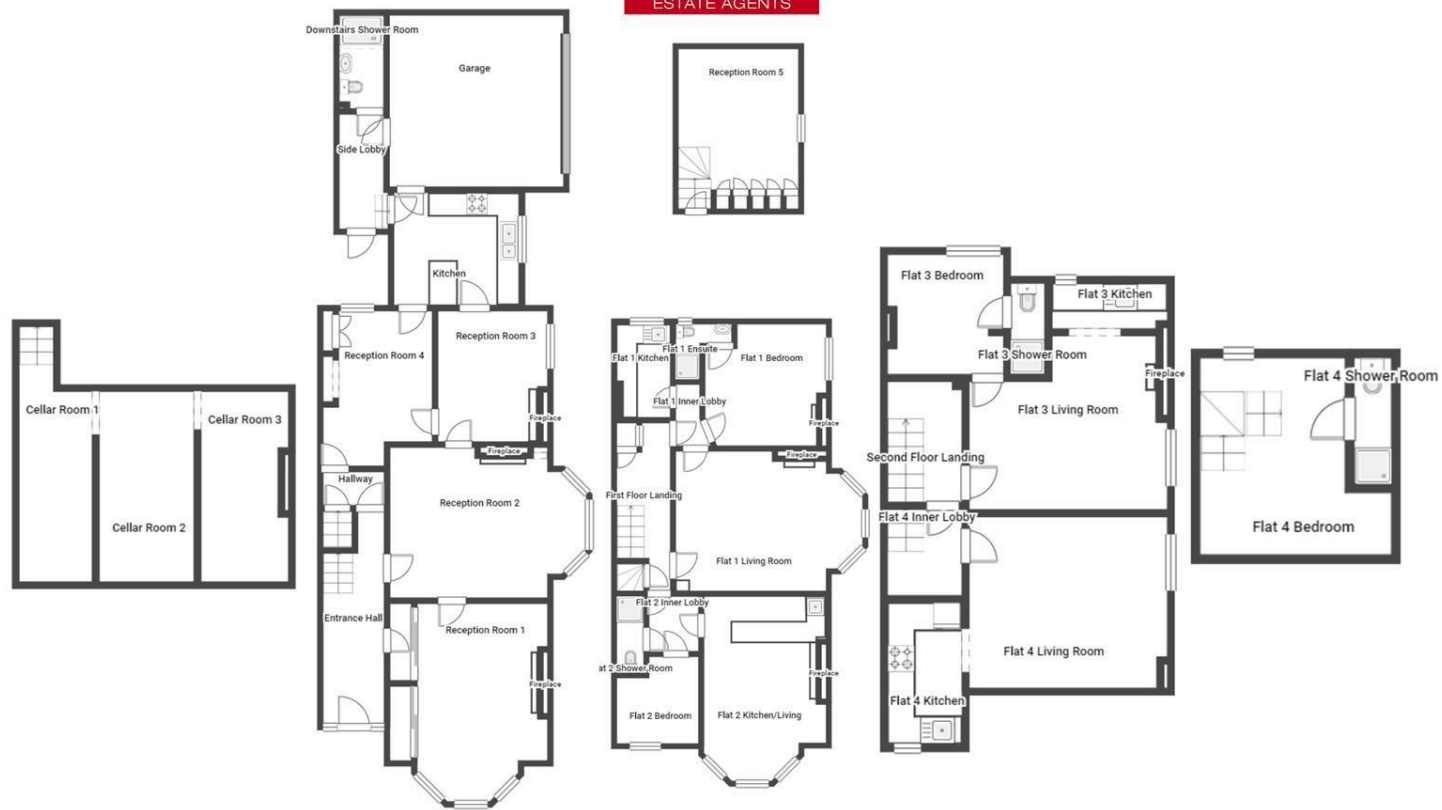 ESTATE AGENTS
Downstairs Shower Room
Garage
Side Lobby
Kitchen
Reception Room 5
Cellar Room 1
Cellar Room 2
Cellar Room 3
Reception Room 4
Reception Room 3
Fireplace
Fireplace
Hallway
Reception Room 2
Entrance Hall
Reception Room 1
Fireplace
Flat 1 Kitchen
Flat 1 Ensuite
Flat 1 Bedroom
Flat 1 Inner Lobby
Fireplace
Fireplace
First Floor Landing
Flat 1 Living Room
Flat 2 Inner Lobby
at 2 Shower Room
Fireplace
Flat 2 Bedroom
Flat 2 Kitchen/Living
Flat 3 Bedroom
Flat 3 Kitchen
Flat 3 Shower Room
Fireplace
Flat 3 Living Room
Second Floor Landing
Flat 4 Inner Lobby
Flat 4 Living Room
Flat 4 Kitchen
Flat 4 Shower Room
Flat 4 Bedroom